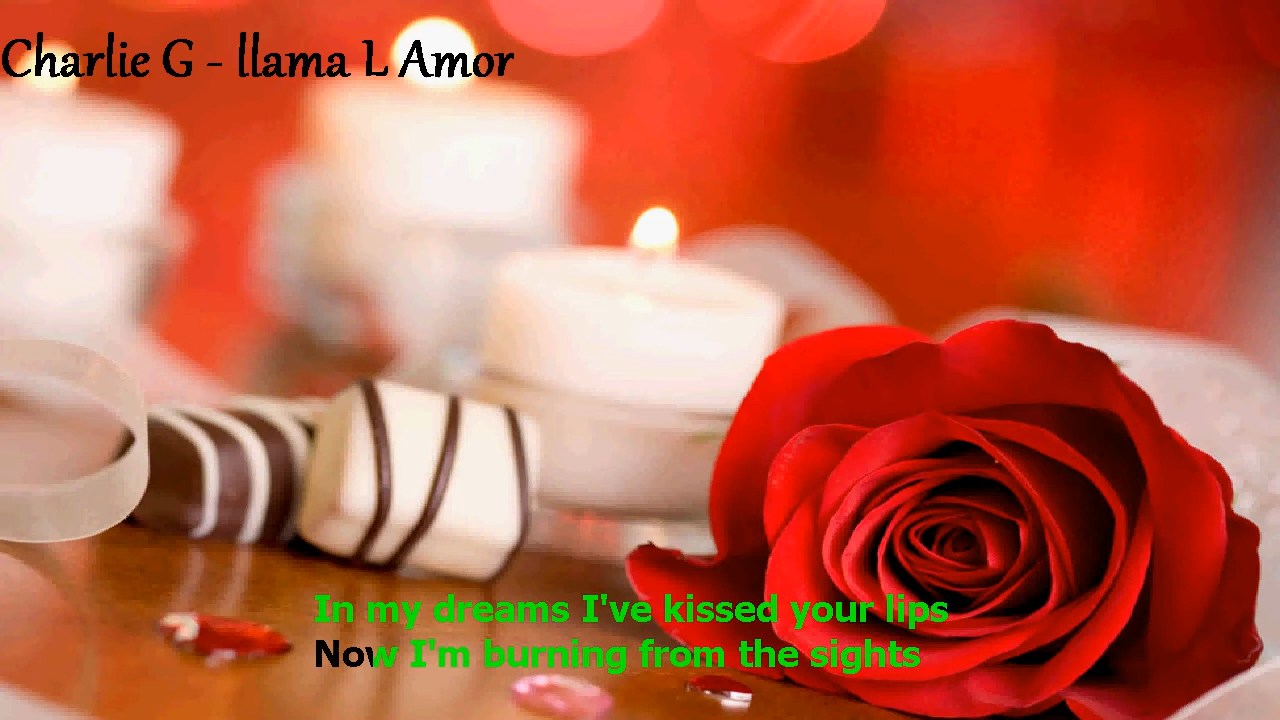 Charlie G - llama L Amor
In my dreams I've kissed your lips
Now I'm burning from the sights